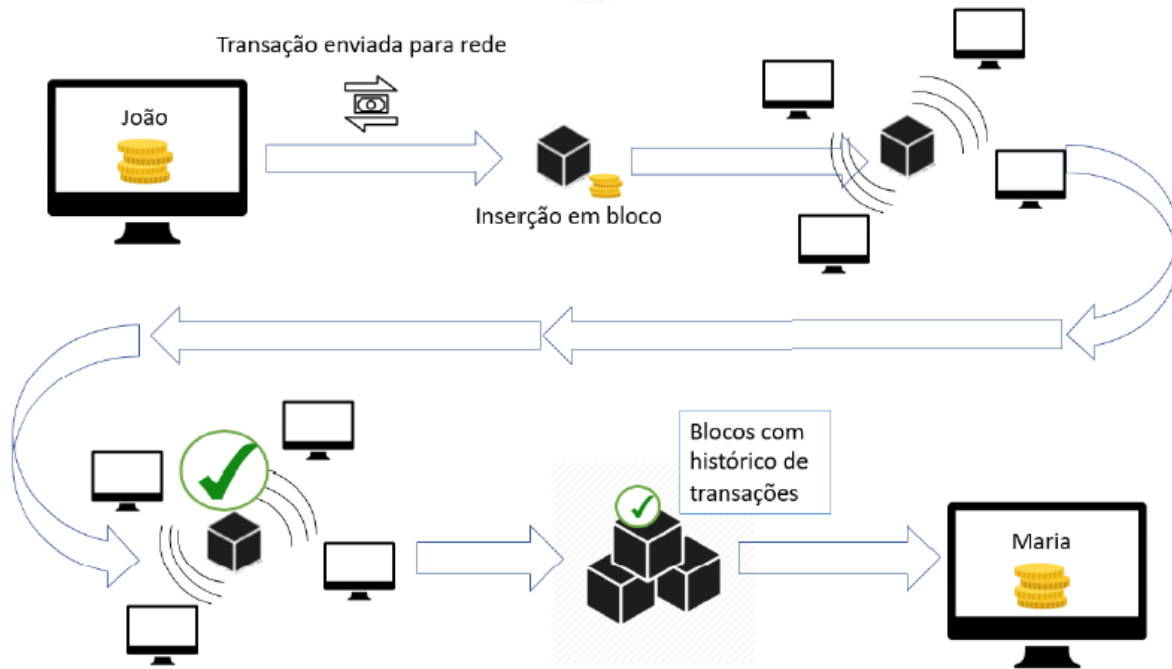 Transação enviada para rede
João
Inserção em bloco
Blocos com
histórico de
transações
Maria